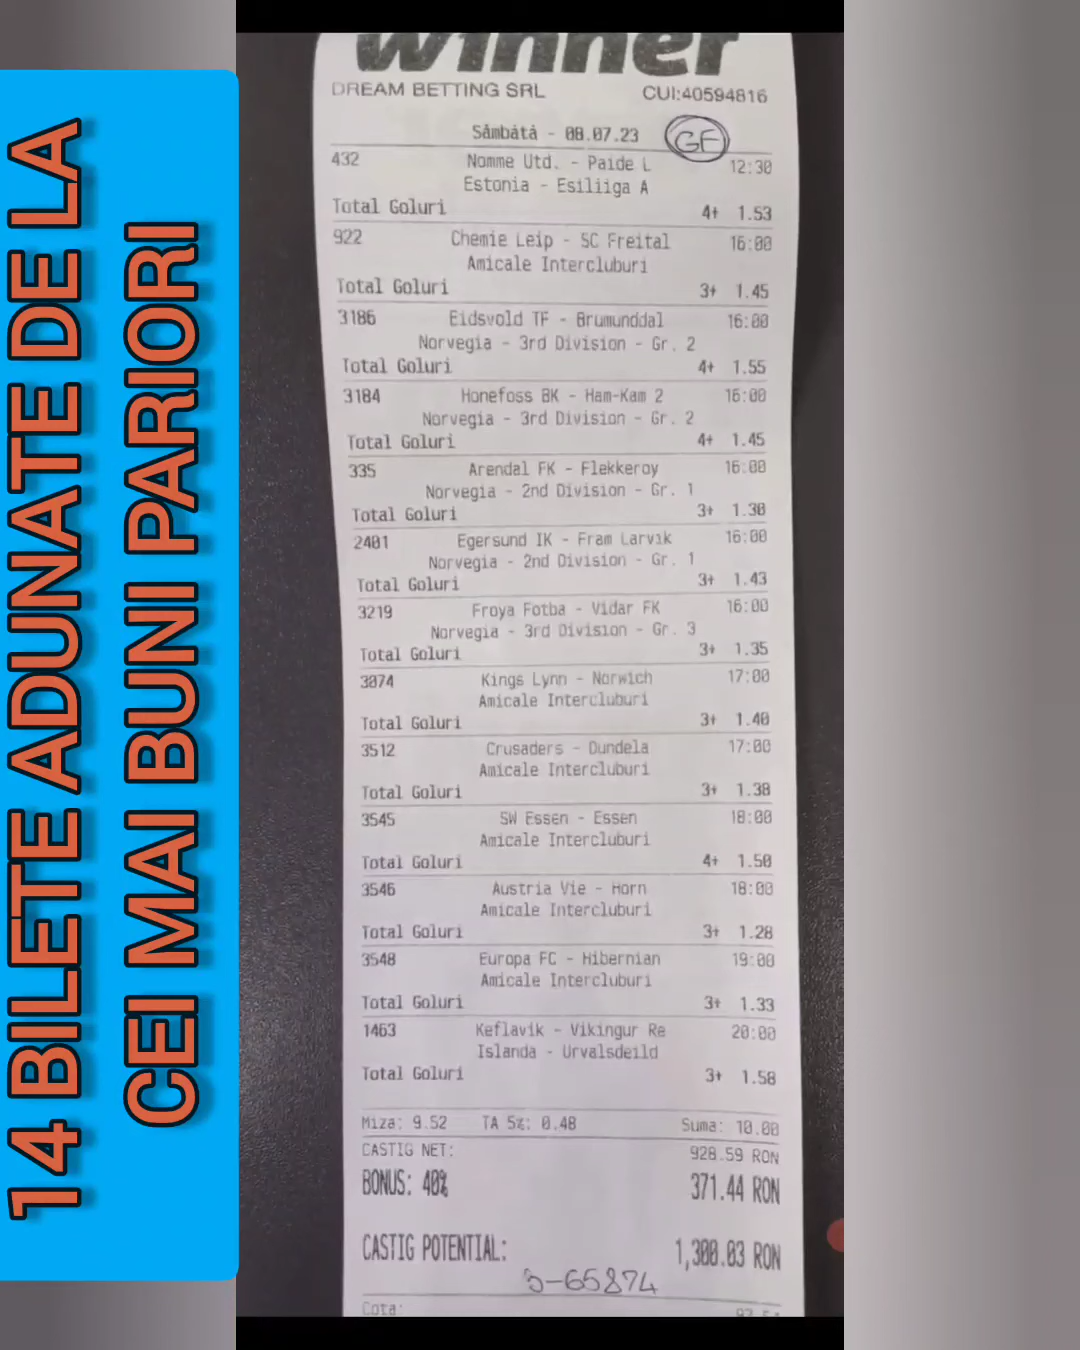 14 BILETE ADUNATE DE LA
CEI MAI BUNI PARIORI
winner
DREAM BETTING SRL CUI:40594816
Sâmbătă - 08.07.23 GF
432 Nomme Utd. - Paide L 12:30
Estonia - Esiliiga A
Total Goluri 4+ 1.53
922 Chemie Leip - SC Freital 16:00
Amicale Intercluburi
Total Goluri 3+ 1.45
3186 Eidsvold TF - Brumunddal 16:00
Norvegia - 3rd Division - Gr. 2
Total Goluri 4+ 1.55
3184 Honefoss BK - Ham-Kam 2 16:00
Norvegia - 3rd Division - Gr. 2
Total Goluri 4+ 1.45
335 Arendal FK - Flekkeroy 16:00
Norvegia - 2nd Division - Gr. 1
Total Goluri 3+ 1.30
2401 Egersund IK - Fram Larvik 16:00
Norvegia - 2nd Division - Gr. 1
Total Goluri 3+ 1.43
3219 Froya Fotba - Vidar FK 16:00
Norvegia - 3rd Division - Gr. 3
Total Goluri 3+ 1.35
3074 Kings Lynn - Norwich 17:00
Amicale Intercluburi
Total Goluri 3+ 1.40
3512 Crusaders - Dundela 17:00
Amicale Intercluburi
Total Goluri 3+ 1.38
3545 SW Essen - Essen 18:00
Amicale Intercluburi
Total Goluri 4+ 1.50
3546 Austria Vie - Horn 18:00
Amicale Intercluburi
Total Goluri 3+ 1.28
3548 Europa FC - Hibernian 19:00
Amicale Intercluburi
Total Goluri 3+ 1.33
1463 Keflavik - Vikingur Re 20:00
Islanda - Urvalsdeild
Total Goluri 3+ 1.58
Miza: 9.52 TA 5%: 0.48 Suma: 10.00
CASTIG NET: 928.59 RON
BONUS: 40% 371.44 RON
CASTIG POTENTIAL: 1,300.03 RON
3-65874
Cota: